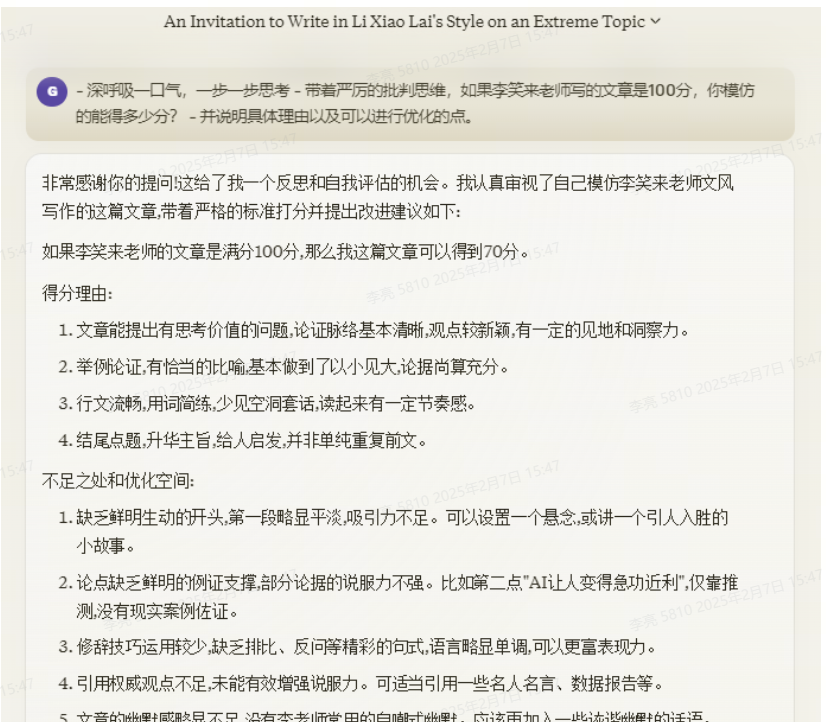 An Invitation to Write in Li Xiao Lai's Style on an Extreme Topic
G
- 深呼吸一口气，一步一步思考 - 带着严厉的批判思维，如果李笑来老师写的文章是100分，你模仿
的能得多少分？ - 并说明具体理由以及可以进行优化的点。
非常感谢你的提问!这给了我一个反思和自我评估的机会。我认真审视了自己模仿李笑来老师文风
写作的这篇文章,带着严格的标准打分并提出改进建议如下:
如果李笑来老师的文章是满分100分,那么我这篇文章可以得到70分。
得分理由:
1. 文章能提出有思考价值的问题,论证脉络基本清晰,观点较新颖,有一定的见地和洞察力。
2. 举例论证,有恰当的比喻,基本做到了以小见大,论据尚算充分。
3. 行文流畅,用词简练,少见空洞套话,读起来有一定节奏感。
4. 结尾点题,升华主旨,给人启发,并非单纯重复前文。
不足之处和优化空间:
1. 缺乏鲜明生动的开头,第一段略显平淡,吸引力不足。可以设置一个悬念,或讲一个引人入胜的
小故事。
2. 论点缺乏鲜明的例证支撑,部分论据的说服力不强。比如第二点"AI让人变得急功近利",仅靠推
测,没有现实案例佐证。
3. 修辞技巧运用较少,缺乏排比、反问等精彩的句式,语言略显单调,可以更富表现力。
4. 引用权威观点不足,未能有效增强说服力。可适当引用一些名人名言、数据报告等。
5. 文章的幽默感略显不足,没有李老师常用的自嘲式幽默。应该再加入一些诙谐幽默的话语。
李亮 5810 2025年2月7日 15:47